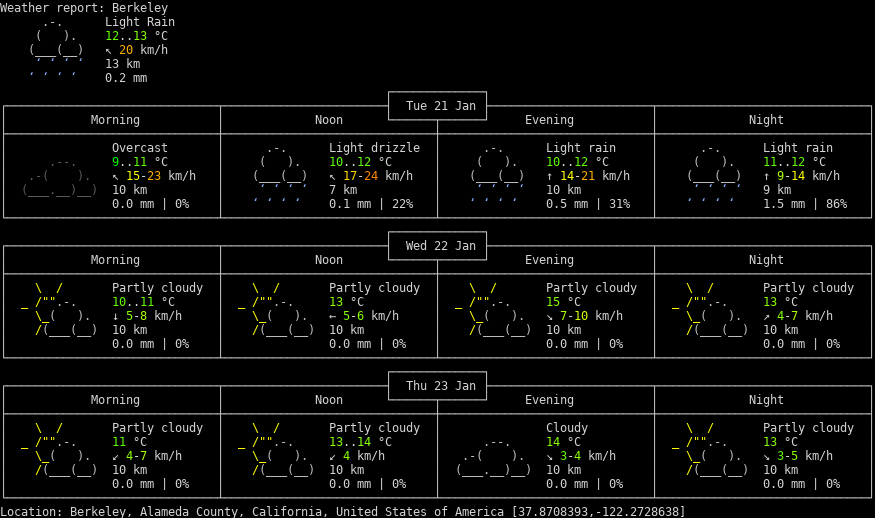 Weather report: Berkeley
Light Rain
12..13 °C
↖ 20 km/h
13 km
0.2 mm
Tue 21 Jan
Morning Noon Evening Night
Overcast Light drizzle Light rain Light rain
9..11 °C 10..12 °C 10..12 °C 11..12 °C
↖ 15-23 km/h ↖ 17-24 km/h ↑ 14-21 km/h ↑ 9-14 km/h
10 km 7 km 10 km 9 km
0.0 mm | 0% 0.1 mm | 22% 0.5 mm | 31% 1.5 mm | 86%
Wed 22 Jan
Morning Noon Evening Night
Partly cloudy Partly cloudy Partly cloudy Partly cloudy
10..11 °C 13 °C 15 °C 13 °C
↓ 5-8 km/h ← 5-6 km/h ↘ 7-10 km/h ↗ 4-7 km/h
10 km 10 km 10 km 10 km
0.0 mm | 0% 0.0 mm | 0% 0.0 mm | 0% 0.0 mm | 0%
Thu 23 Jan
Morning Noon Evening Night
Partly cloudy Partly cloudy Cloudy Partly cloudy
11 °C 13..14 °C 14 °C 13 °C
↙ 4-7 km/h ↙ 4 km/h ↘ 3-4 km/h ↘ 3-5 km/h
10 km 10 km 10 km 10 km
0.0 mm | 0% 0.0 mm | 0% 0.0 mm | 0% 0.0 mm | 0%
Location: Berkeley, Alameda County, California, United States of America [37.8708393,-122.2728638]